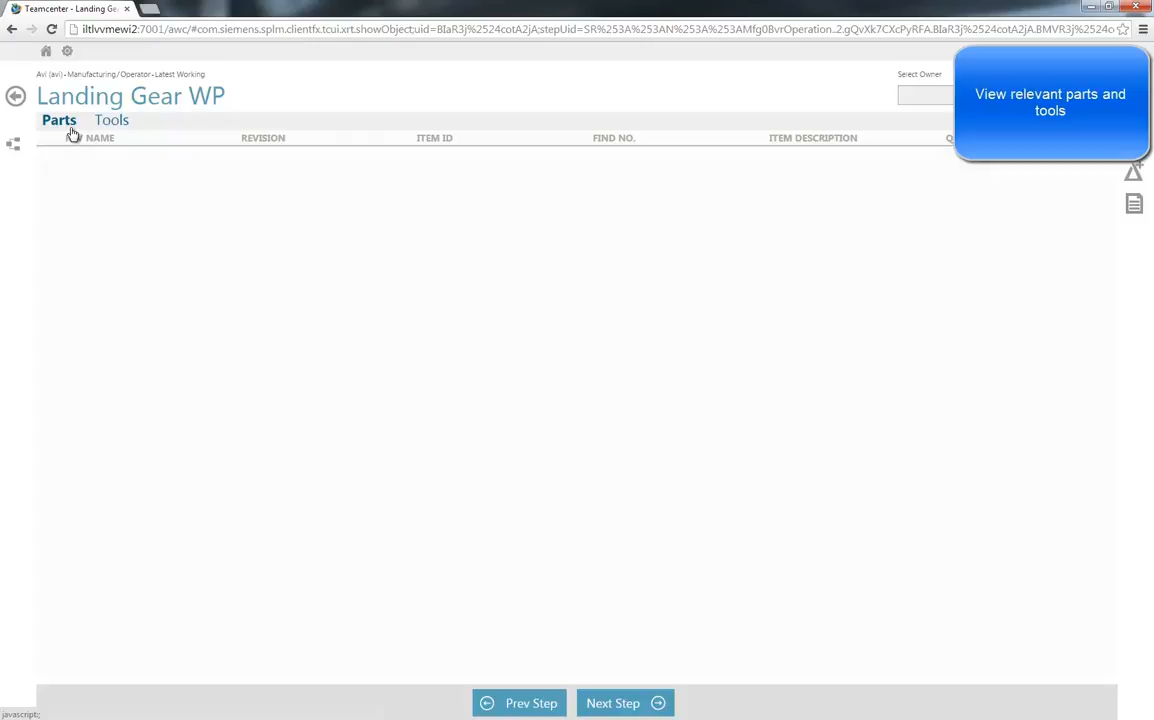 Teamcenter - Landing Ge
iltlvvmewi2:7001/awc/#com.siemens.splm.clientfx.tcui.xrt.showObject;uid=BIaR3j%2524cotA2jA;stepUid=SR%253A%253AN%253A%253AMfg0BvrOperation..2.gQvXk7CXcPyRFA.BIaR3j%2524cotA2jA.BMVR3j%2524c
Avi (avi) - Manufacturing/Operator - Latest Working
Select Owner
Landing Gear WP
View relevant parts and
tools
Parts Tools
NAME REVISION ITEM ID FIND NO. ITEM DESCRIPTION Q
Prev Step Next Step
javascript:;